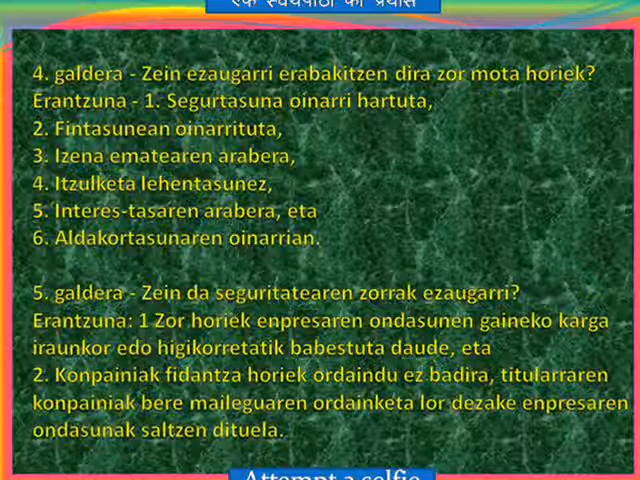 एक स्वयंपाठी का प्रयास
4. galdera - Zein ezaugarri erabakitzen dira zor mota horiek?
Erantzuna - 1. Segurtasuna oinarri hartuta,
2. Fintasunean oinarrituta,
3. Izena ematearen arabera,
4. Itzulketa lehentasunez,
5. Interes-tasaren arabera, eta
6. Aldakortasunaren oinarrian.
5. galdera - Zein da seguritatearen zorrak ezaugarri?
Erantzuna: 1 Zor horiek enpresaren ondasunen gaineko karga
iraunkor edo higikorretatik babestuta daude, eta
2. Konpainiak fidantza horiek ordaindu ez badira, titularraren
konpainiak bere maileguaren ordainketa lor dezake enpresaren
ondasunak saltzen dituela.
Attempt a selfie